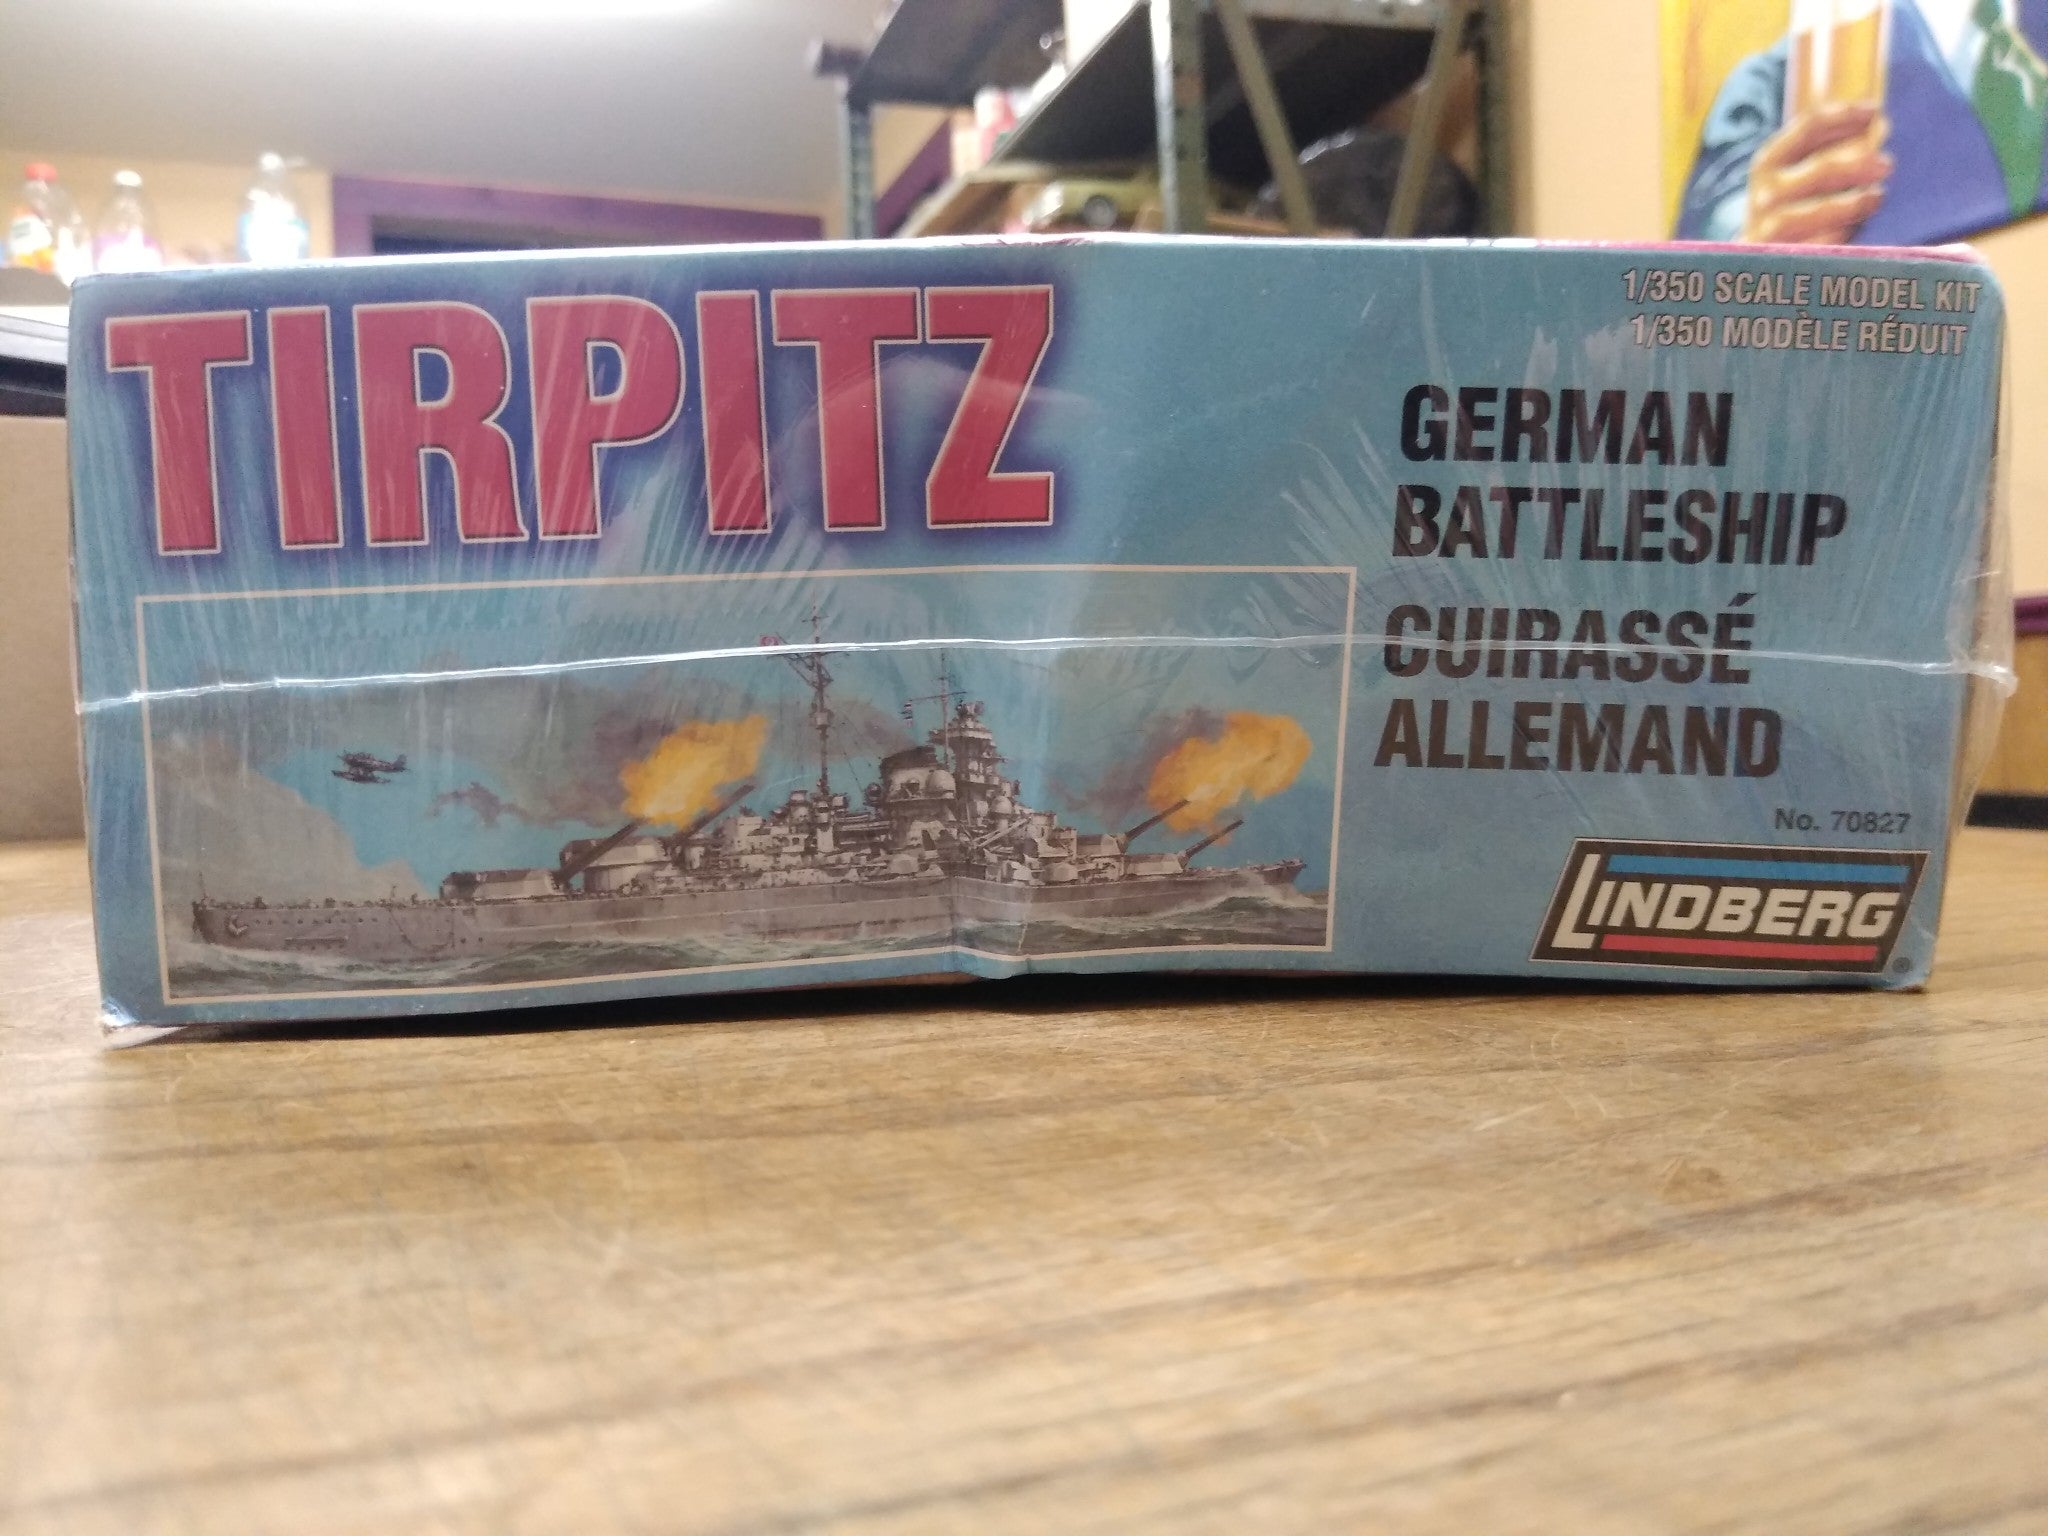 TIRPITZ
1/350 SCALE MODEL KIT
1/350 MODÈLE RÉDUIT
GERMAN
BATTLESHIP
CUIRASSÉ
ALLEMAND
No. 70827
LINDBERG®